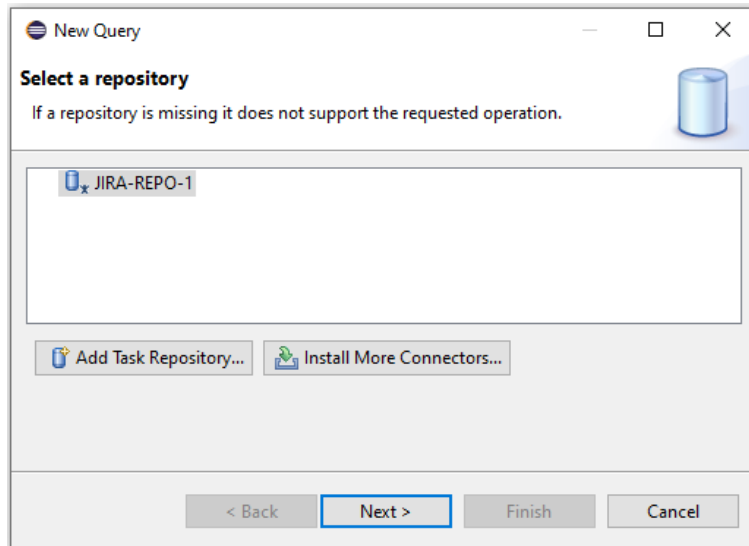 New Query
Select a repository
If a repository is missing it does not support the requested operation.
JIRA-REPO-1
Add Task Repository... Install More Connectors...
< Back Next > Finish Cancel